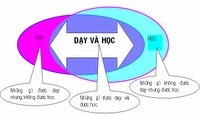 DẠY VÀ HỌC
Những gì được dạy
nhưng không được học
Những gì được dạy và
được học
Những gì không được
dạy nhưng được học